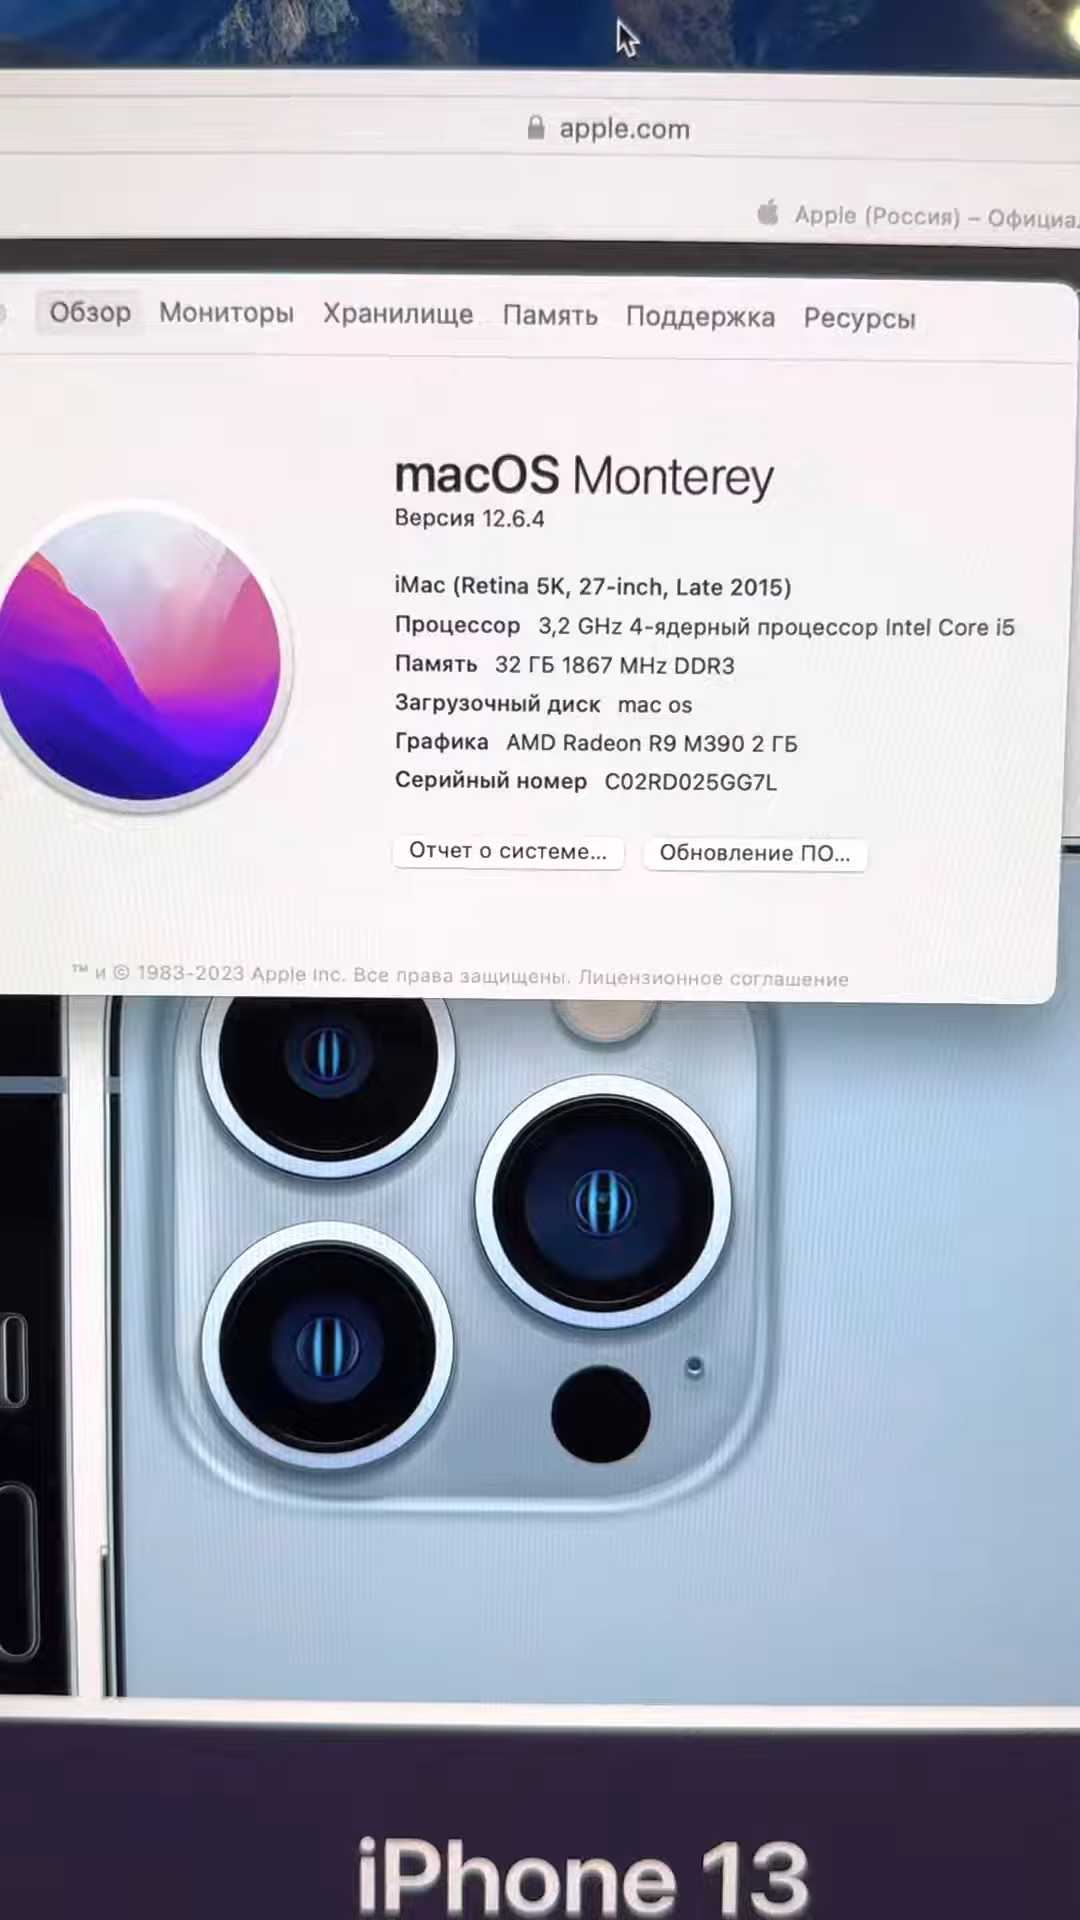 apple.com
Apple (Россия) – Официал
Обзор Мониторы Хранилище Память Поддержка Ресурсы
macOS Monterey
Версия 12.6.4
iMac (Retina 5K, 27-inch, Late 2015)
Процессор 3,2 GHz 4-ядерный процессор Intel Core i5
Память 32 ГБ 1867 MHz DDR3
Загрузочный диск mac os
Графика AMD Radeon R9 M390 2 ГБ
Серийный номер C02RD025GG7L
Отчет о системе... Обновление ПО...
™ и © 1983-2023 Apple Inc. Все права защищены. Лицензионное соглашение
iPhone 13